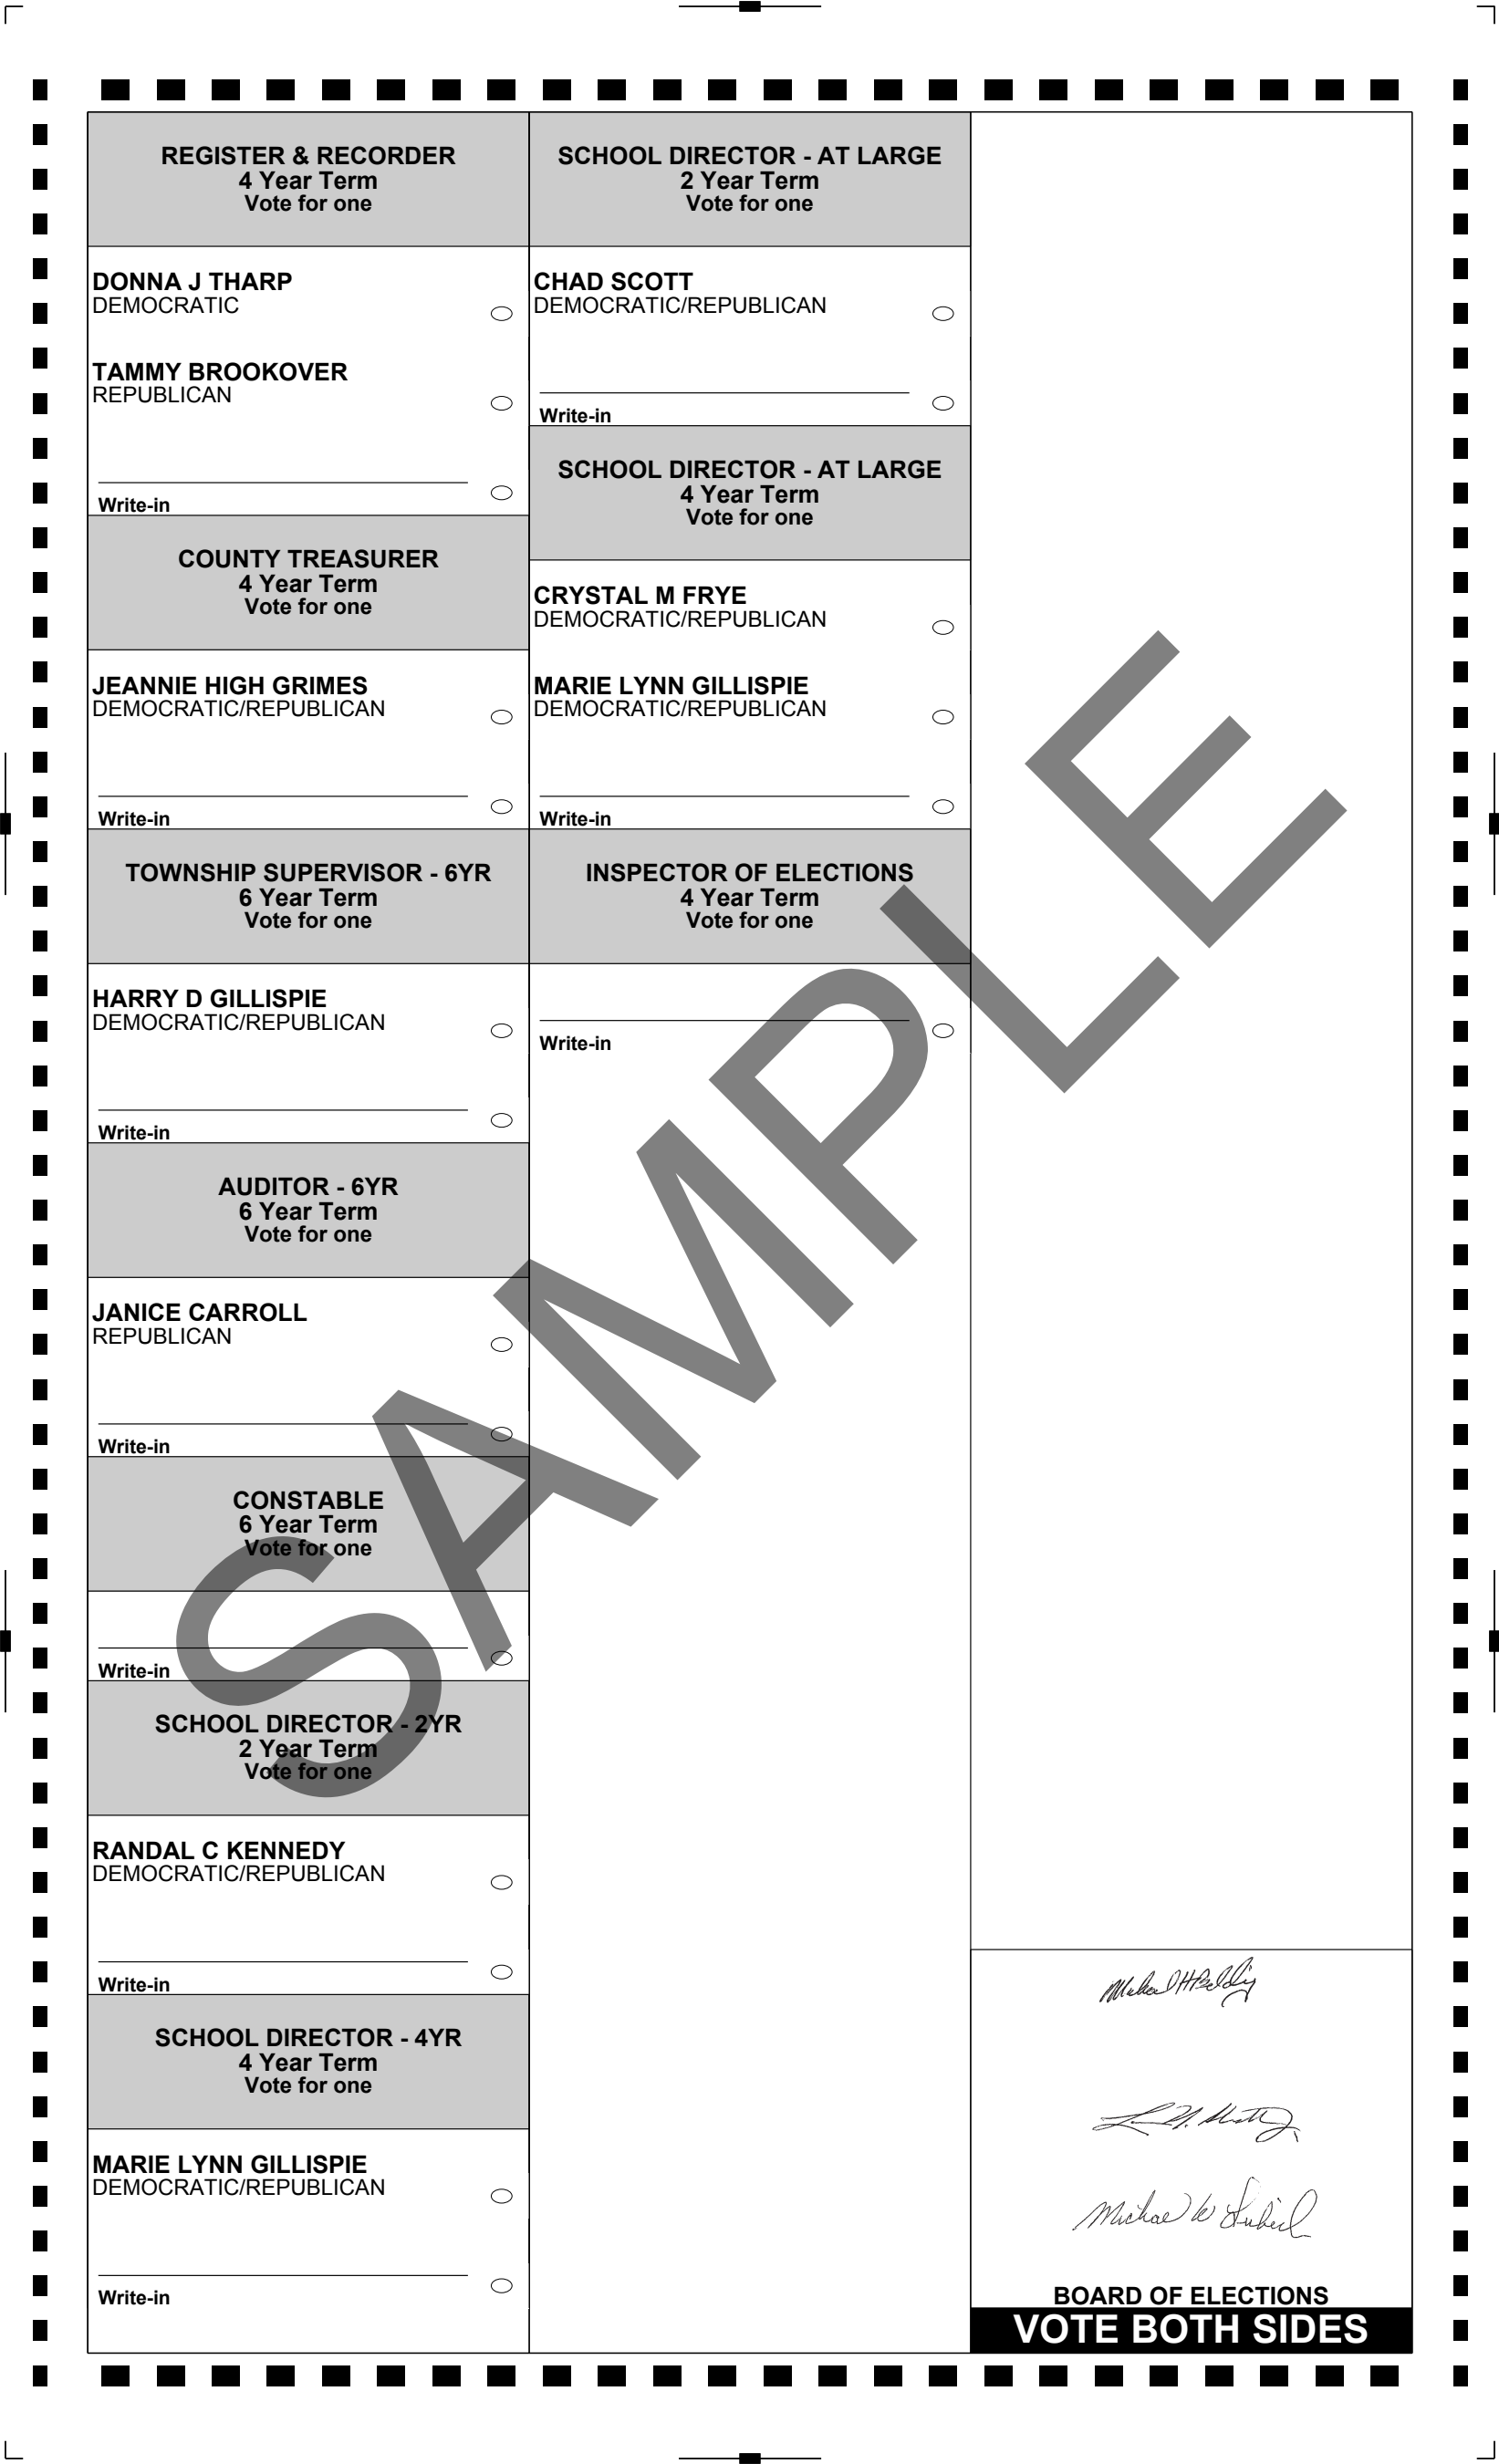 REGISTER & RECORDER
4 Year Term
Vote for one
DONNA J THARP
DEMOCRATIC
TAMMY BROOKOVER
REPUBLICAN
Write-in
COUNTY TREASURER
4 Year Term
Vote for one
JEANNIE HIGH GRIMES
DEMOCRATIC/REPUBLICAN
Write-in
TOWNSHIP SUPERVISOR - 6YR
6 Year Term
Vote for one
HARRY D GILLISPIE
DEMOCRATIC/REPUBLICAN
Write-in
AUDITOR - 6YR
6 Year Term
Vote for one
JANICE CARROLL
REPUBLICAN
Write-in
CONSTABLE
6 Year Term
Vote for one
Write-in
SCHOOL DIRECTOR - 2YR
2 Year Term
Vote for one
RANDAL C KENNEDY
DEMOCRATIC/REPUBLICAN
Write-in
SCHOOL DIRECTOR - 4YR
4 Year Term
Vote for one
MARIE LYNN GILLISPIE
DEMOCRATIC/REPUBLICAN
Write-in
SCHOOL DIRECTOR - AT LARGE
2 Year Term
Vote for one
CHAD SCOTT
DEMOCRATIC/REPUBLICAN
Write-in
SCHOOL DIRECTOR - AT LARGE
4 Year Term
Vote for one
CRYSTAL M FRYE
DEMOCRATIC/REPUBLICAN
MARIE LYNN GILLISPIE
DEMOCRATIC/REPUBLICAN
Write-in
INSPECTOR OF ELECTIONS
4 Year Term
Vote for one
Write-in
SAMPLE
Michael
BOARD OF ELECTIONS
VOTE BOTH SIDES